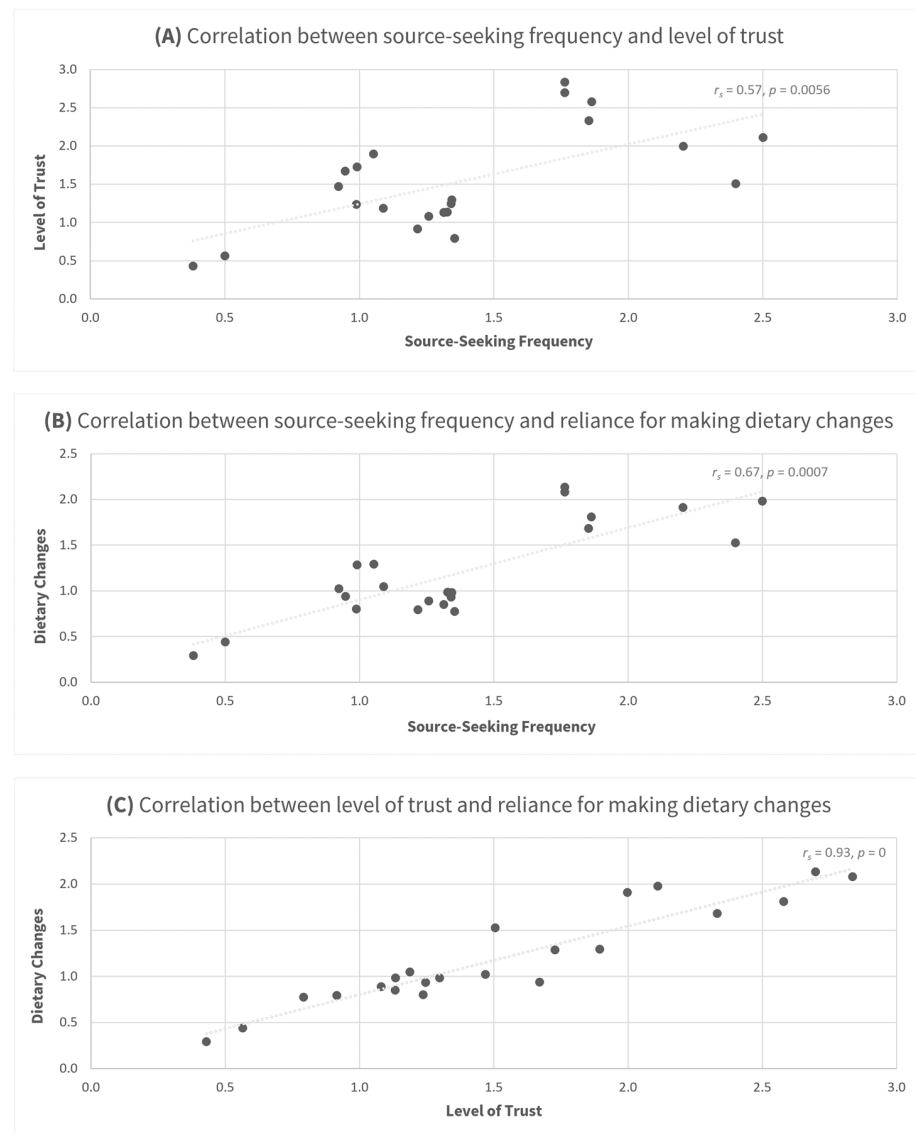 (A) Correlation between source-seeking frequency and level of trust
3.0
2.5
2.0
1.5
1.0
0.5
0.0
Level of Trust
rs = 0.57, p = 0.0056
0.0 0.5 1.0 1.5 2.0 2.5 3.0
Source-Seeking Frequency
(B) Correlation between source-seeking frequency and reliance for making dietary changes
2.5
2.0
1.5
1.0
0.5
0.0
Dietary Changes
rs = 0.67, p = 0.0007
0.0 0.5 1.0 1.5 2.0 2.5 3.0
Source-Seeking Frequency
(C) Correlation between level of trust and reliance for making dietary changes
2.5
2.0
1.5
1.0
0.5
0.0
Dietary Changes
rs = 0.93, p = 0
0.0 0.5 1.0 1.5 2.0 2.5 3.0
Level of Trust